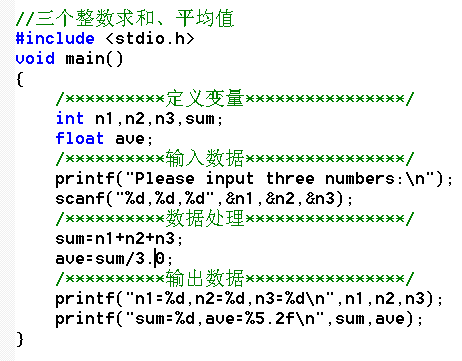 //三个整数求和、平均值
#include <stdio.h>
void main()
{
    /**********定义变量****************/
    int n1,n2,n3,sum;
    float ave;
    /**********输入数据****************/
    printf("Please input three numbers:\n");
    scanf("%d,%d,%d",&n1,&n2,&n3);
    /**********数据处理****************/
    sum=n1+n2+n3;
    ave=sum/3.0;
    /**********输出数据****************/
    printf("n1=%d,n2=%d,n3=%d\n",n1,n2,n3);
    printf("sum=%d,ave=%5.2f\n",sum,ave);
}